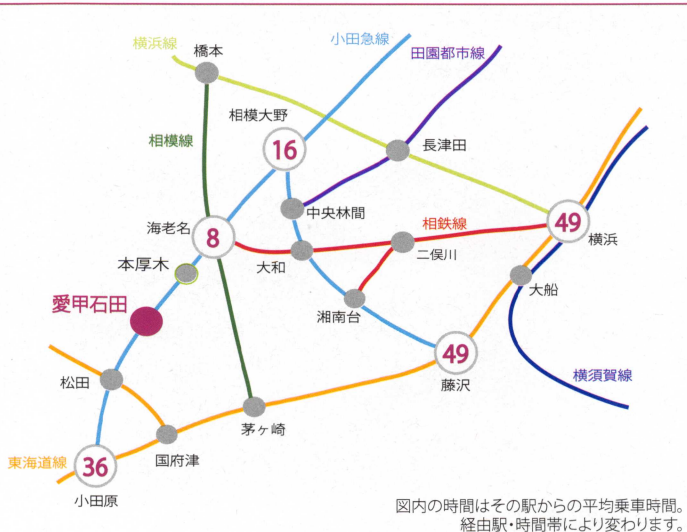 横浜線
橋本
小田急線
田園都市線
相模大野
16
相模線
長津田
中央林間
海老名
8
相鉄線
49
横浜
大和
二俣川
本厚木
大船
愛甲石田
湘南台
49
藤沢
横須賀線
松田
茅ヶ崎
国府津
東海道線
36
小田原
図内の時間はその駅からの平均乗車時間。
経由駅・時間帯により変わります。